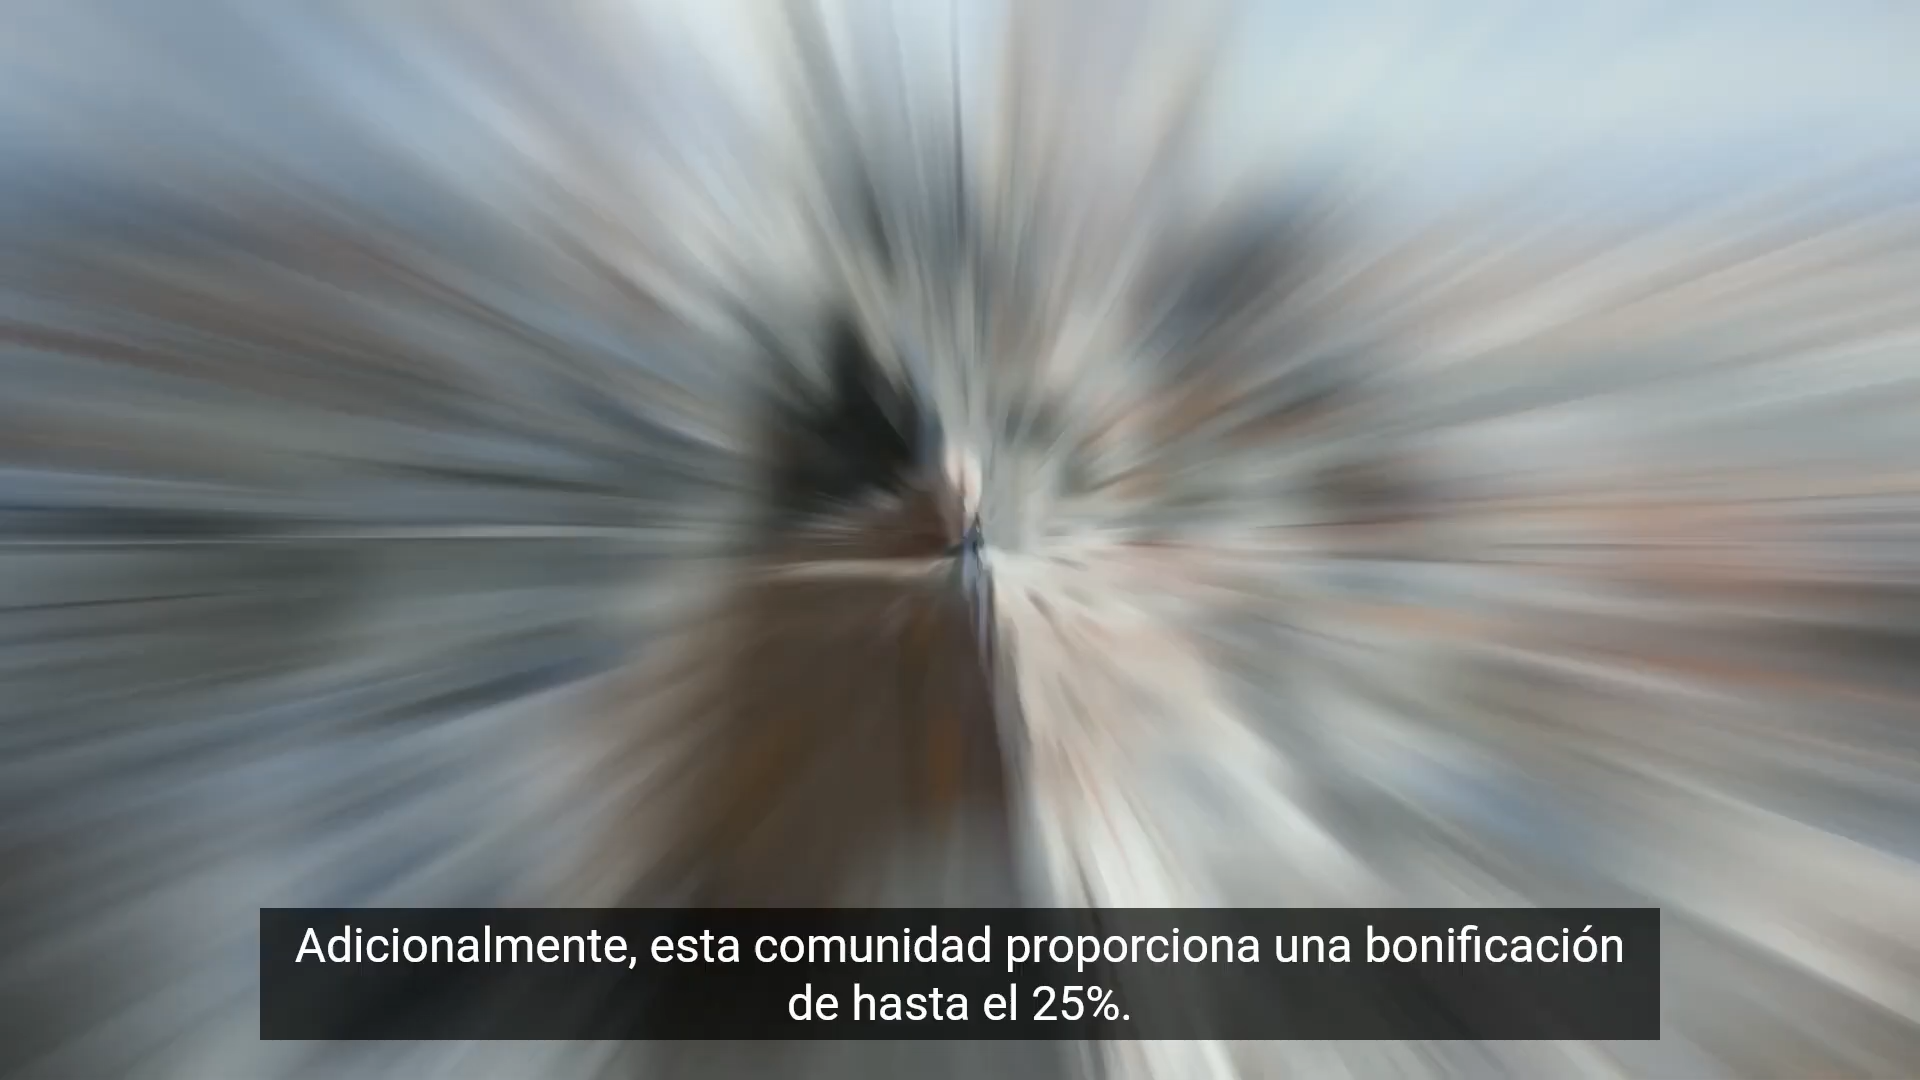 Adicionalmente, esta comunidad proporciona una bonificación
de hasta el 25%.